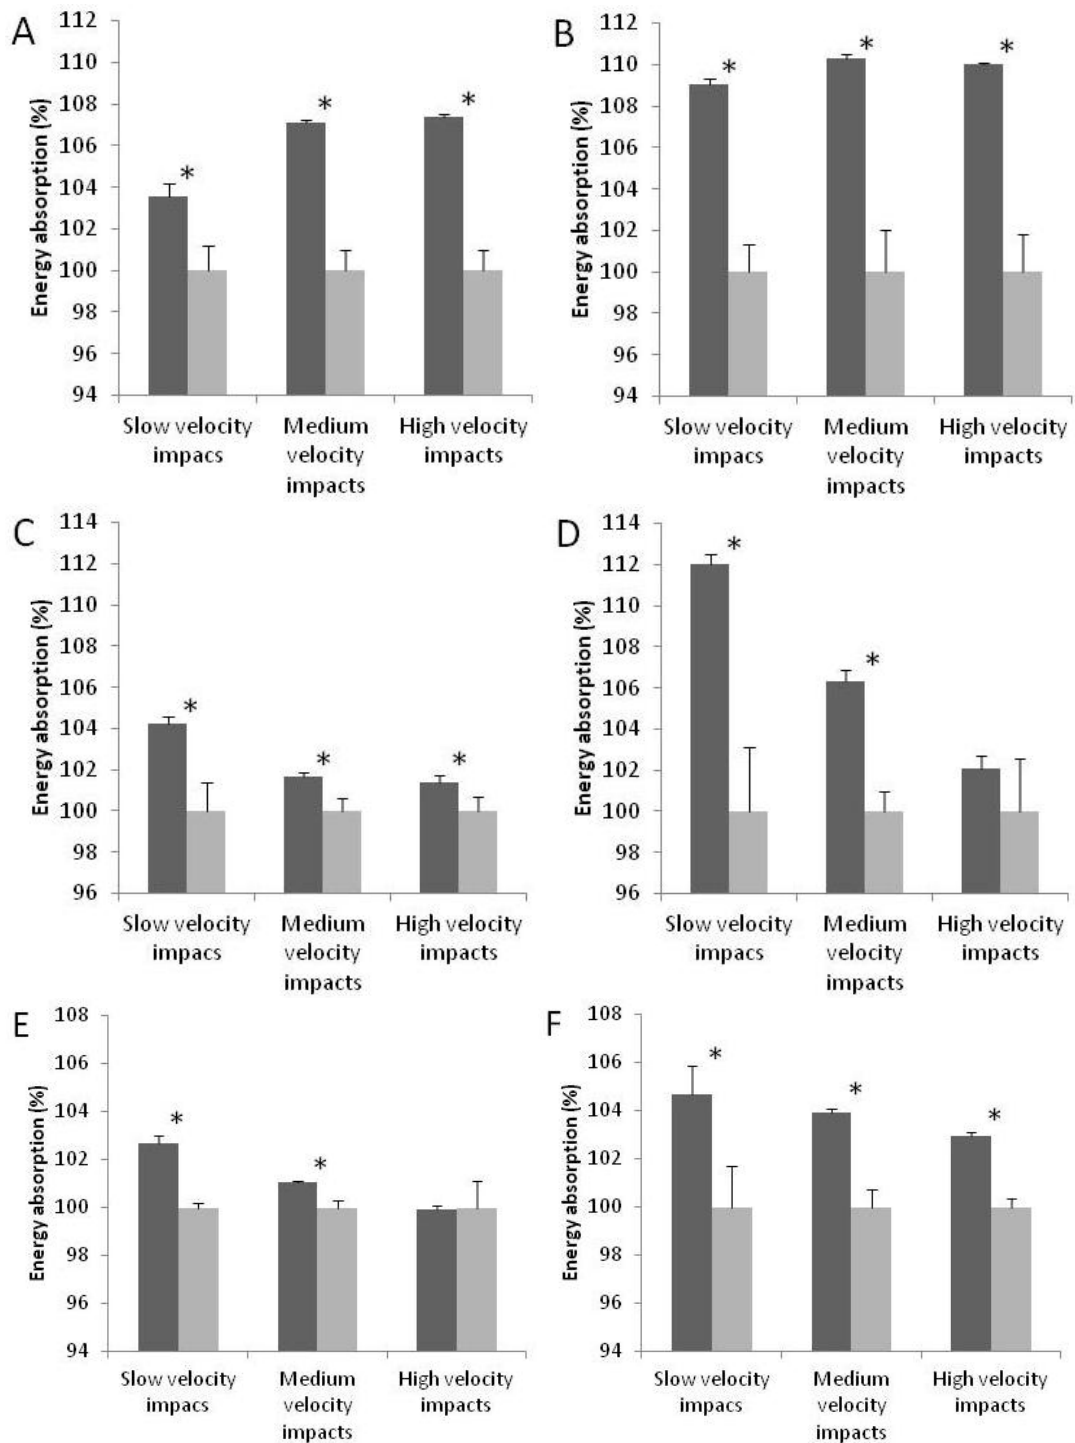 A
Energy absorption (%)
112
110
108
106
104
102
100
98
96
94
*
*
*
Slow velocity
impacs
Medium
velocity
impacts
High velocity
impacts
B
Energy absorption (%)
112
110
108
106
104
102
100
98
96
94
*
*
*
Slow velocity
impacs
Medium
velocity
impacts
High velocity
impacts
C
Energy absorption (%)
114
112
110
108
106
104
102
100
98
96
*
*
*
Slow velocity
impacs
Medium
velocity
impacts
High velocity
impacts
D
Energy absorption (%)
114
112
110
108
106
104
102
100
98
96
*
*
Slow velocity
impacs
Medium
velocity
impacts
High velocity
impacts
E
Energy absorption (%)
108
106
104
102
100
98
96
94
*
*
Slow velocity
impacs
Medium
velocity
impacts
High velocity
impacts
F
Energy absorption (%)
108
106
104
102
100
98
96
94
*
*
*
Slow velocity
impacs
Medium
velocity
impacts
High velocity
impacts